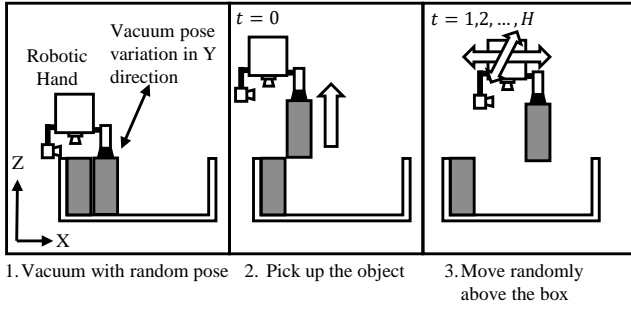 Robotic
Hand
Vacuum pose
variation in Y
direction
Z
X
t = 0
t = 1,2, ..., H
1. Vacuum with random pose
2. Pick up the object
3. Move randomly
above the box